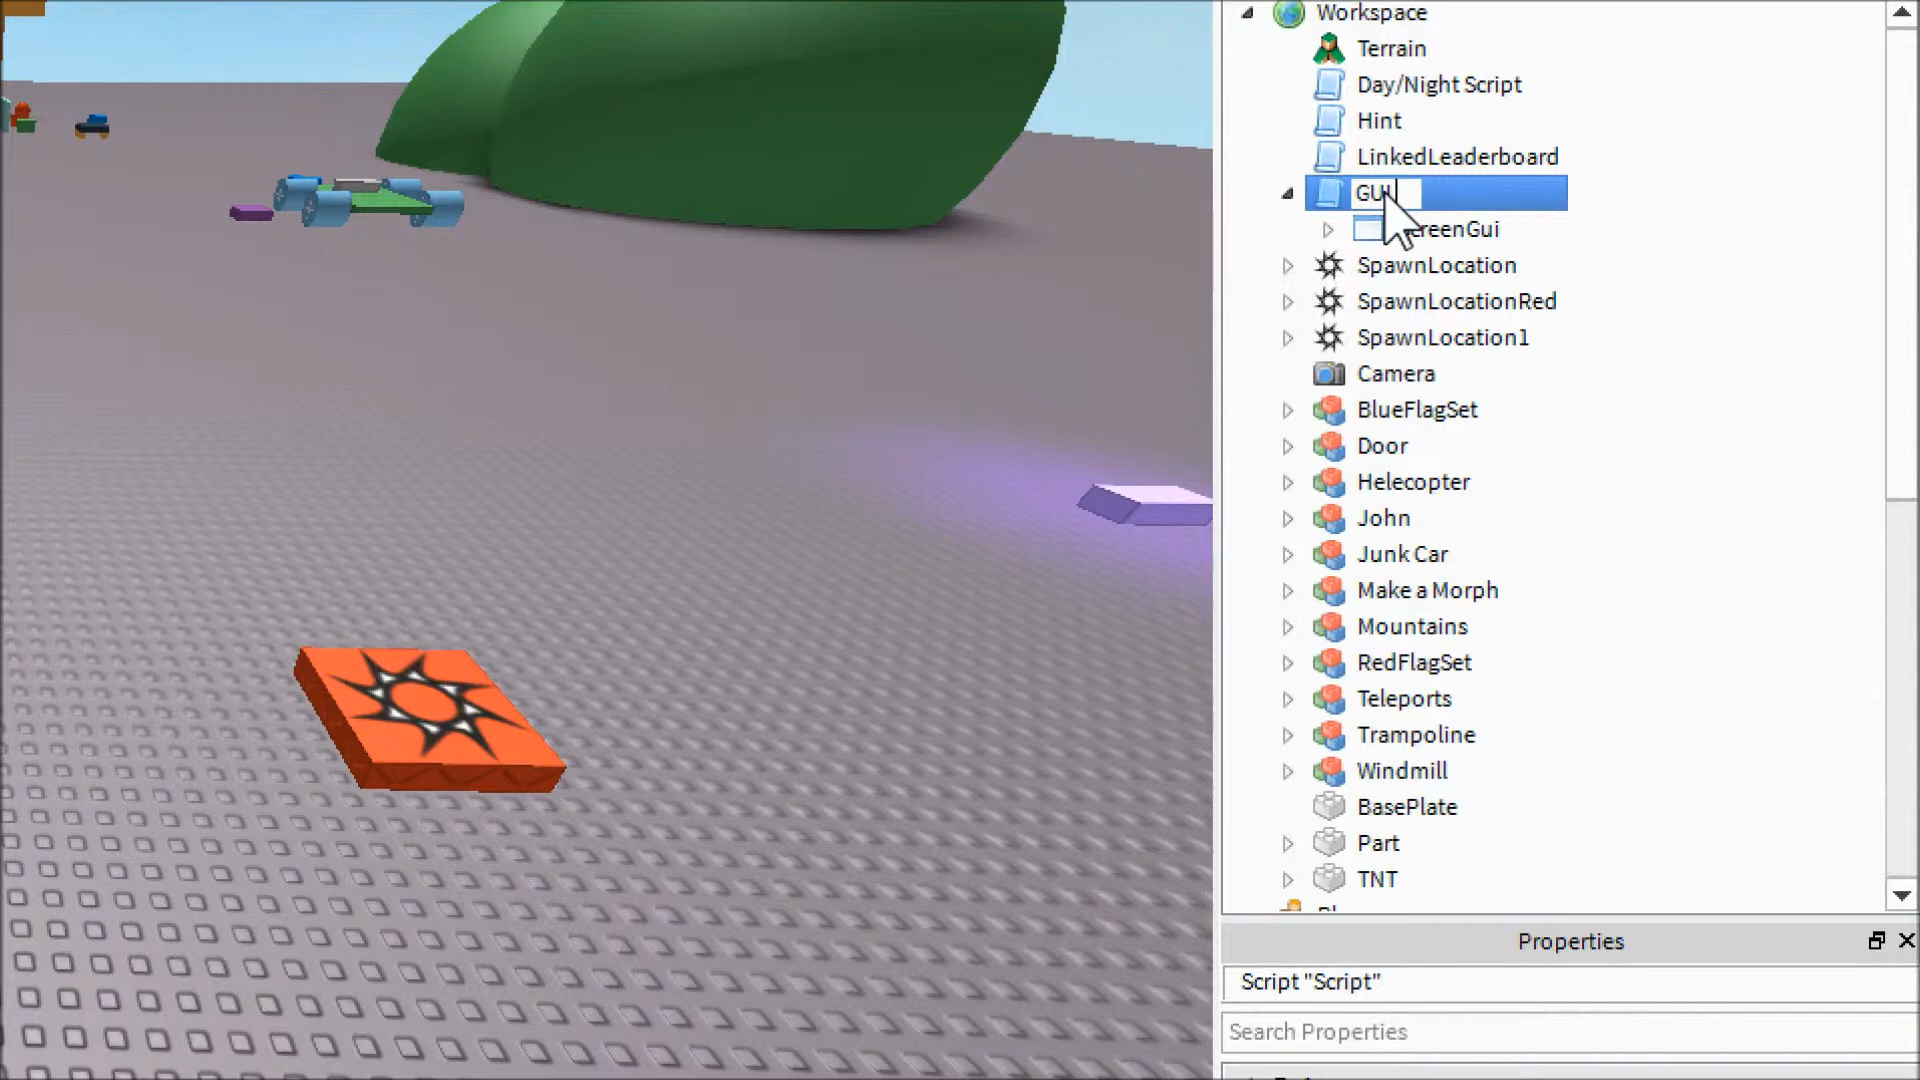 Workspace
Terrain
Day/Night Script
Hint
LinkedLeaderboard
GUI
reenGui
SpawnLocation
SpawnLocationRed
SpawnLocation1
Camera
BlueFlagSet
Door
Helecopter
John
Junk Car
Make a Morph
Mountains
RedFlagSet
Teleports
Trampoline
Windmill
BasePlate
Part
TNT
Properties
Script "Script"
Search Properties